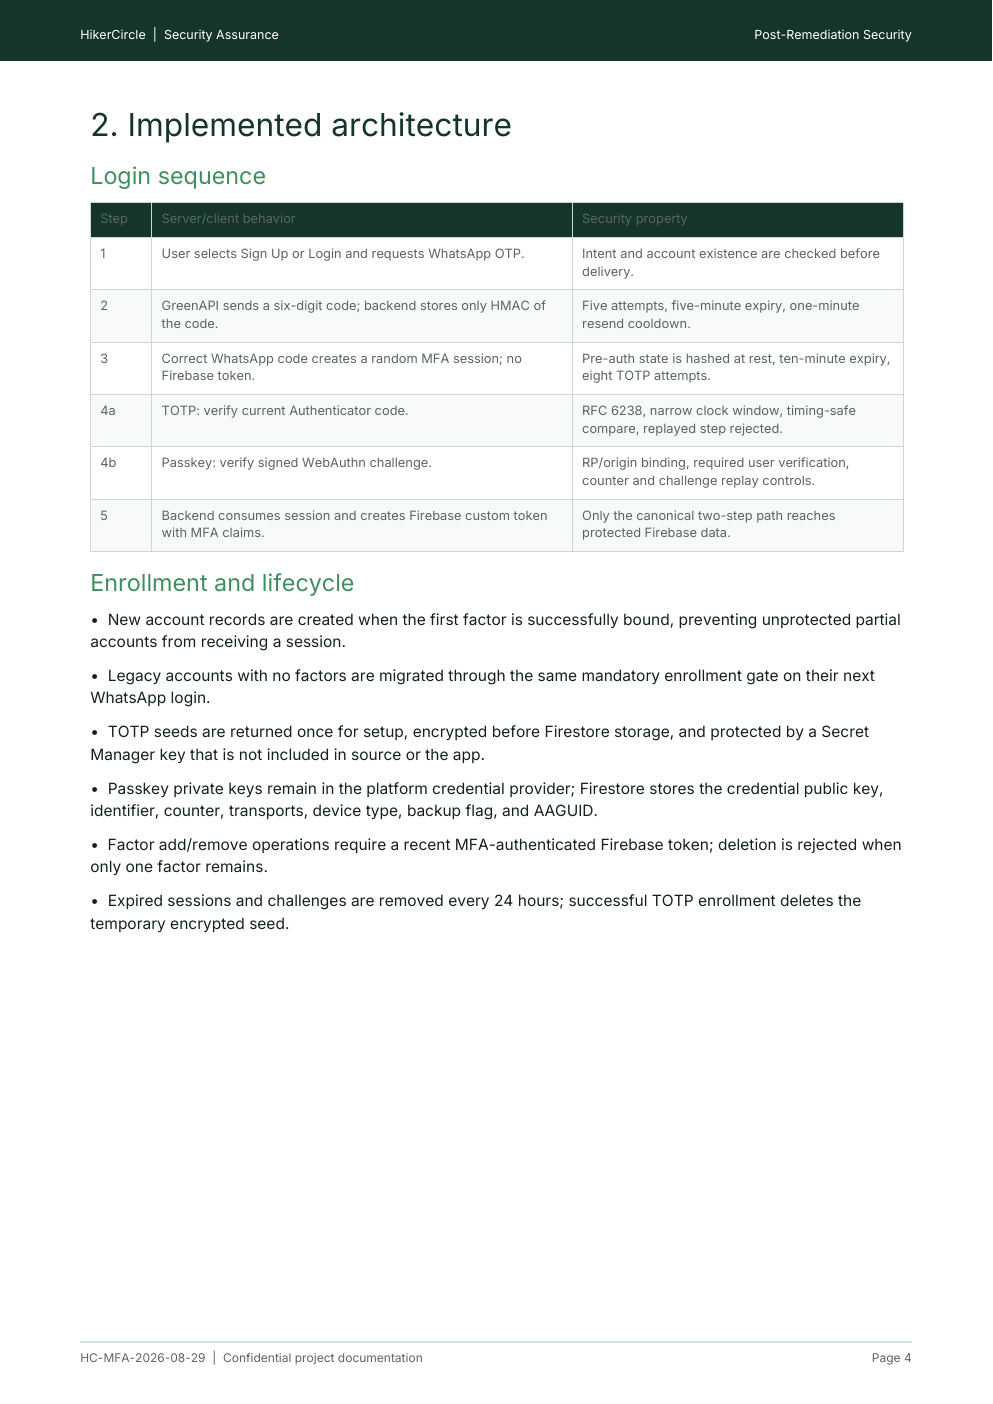 HikerCircle | Security Assurance
Post-Remediation Security
2. Implemented architecture
Login sequence
Step
Server/client behavior
Security property
1
User selects Sign Up or Login and requests WhatsApp OTP.
Intent and account existence are checked before
delivery.
2
GreenAPI sends a six-digit code; backend stores only HMAC of
the code.
Five attempts, five-minute expiry, one-minute
resend cooldown.
3
Correct WhatsApp code creates a random MFA session; no
Firebase token.
Pre-auth state is hashed at rest, ten-minute expiry,
eight TOTP attempts.
4a
TOTP: verify current Authenticator code.
RFC 6238, narrow clock window, timing-safe
compare, replayed step rejected.
4b
Passkey: verify signed WebAuthn challenge.
RP/origin binding, required user verification,
counter and challenge replay controls.
5
Backend consumes session and creates Firebase custom token
with MFA claims.
Only the canonical two-step path reaches
protected Firebase data.
Enrollment and lifecycle
• New account records are created when the first factor is successfully bound, preventing unprotected partial
accounts from receiving a session.
• Legacy accounts with no factors are migrated through the same mandatory enrollment gate on their next
WhatsApp login.
• TOTP seeds are returned once for setup, encrypted before Firestore storage, and protected by a Secret
Manager key that is not included in source or the app.
• Passkey private keys remain in the platform credential provider; Firestore stores the credential public key,
identifier, counter, transports, device type, backup flag, and AAGUID.
• Factor add/remove operations require a recent MFA-authenticated Firebase token; deletion is rejected when
only one factor remains.
• Expired sessions and challenges are removed every 24 hours; successful TOTP enrollment deletes the
temporary encrypted seed.
HC-MFA-2026-08-29 | Confidential project documentation
Page 4